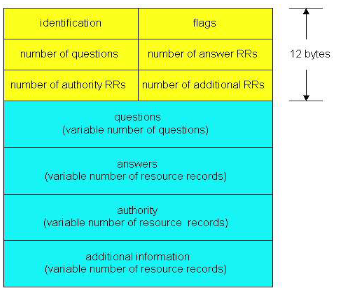 identification flags
number of questions number of answer RRs 12 bytes
number of authority RRs number of additional RRs
questions
(variable number of questions)
answers
(variable number of resource records)
authority
(variable number of resource records)
additional information
(variable number of resource records)